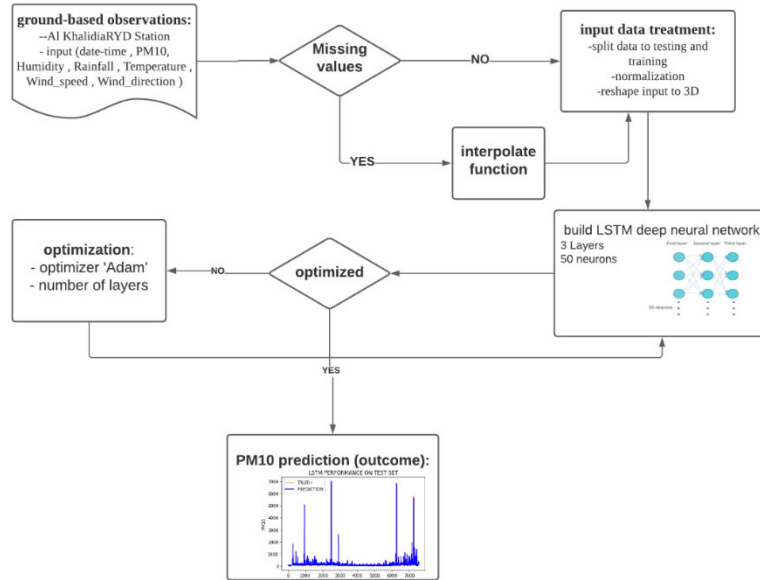 ground-based observations:
--Al KhalidiaRYD Station
- input (date-time , PM10,
Humidity , Rainfall , Temperature ,
Wind_speed , Wind_direction )
Missing
values
NO
input data treatment:
-split data to testing and
training
-normalization
-reshape input to 3D
YES
interpolate
function
build LSTM deep neural network
3 Layers
50 neurons
First layer Second layer Third layer
50 neurons
optimized
NO
optimization:
- optimizer 'Adam'
- number of layers
YES
PM10 prediction (outcome):
LSTM PERFORMANCE ON TEST SET
TRUTH
PREDICTION
PM10
7000
6000
5000
4000
3000
2000
1000
0
0 1000 2000 3000 4000 5000 6000 7000